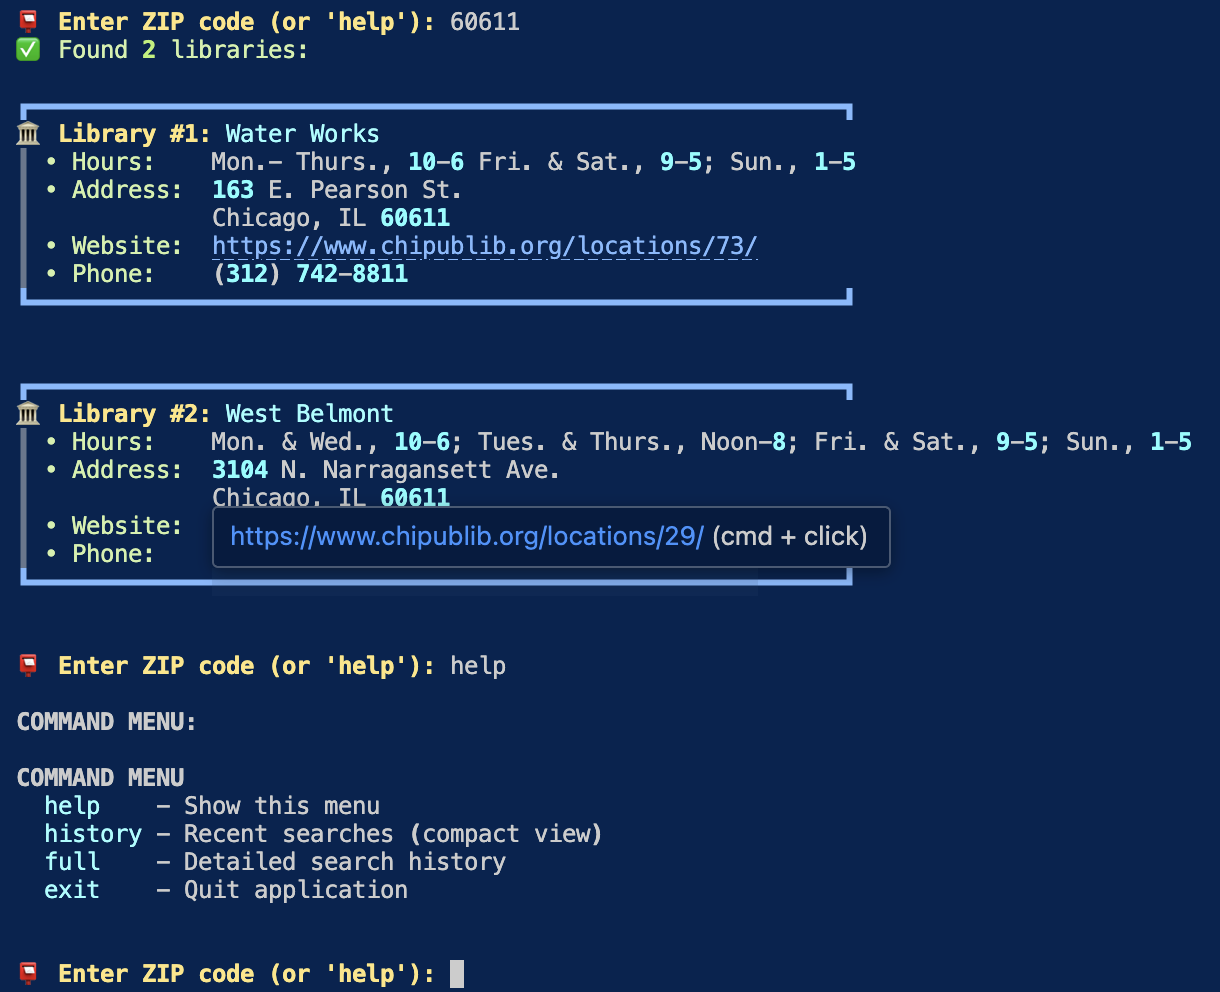 Enter ZIP code (or 'help'): 60611
Found 2 libraries:
Library #1: Water Works
• Hours: Mon.– Thurs., 10–6 Fri. & Sat., 9–5; Sun., 1–5
• Address: 163 E. Pearson St.
Chicago, IL 60611
• Website: https://www.chipublib.org/locations/73/
• Phone: (312) 742–8811
Library #2: West Belmont
• Hours: Mon. & Wed., 10–6; Tues. & Thurs., Noon–8; Fri. & Sat., 9–5; Sun., 1–5
• Address: 3104 N. Narragansett Ave.
Chicago, IL 60611
• Website:
https://www.chipublib.org/locations/29/ (cmd + click)
• Phone:
Enter ZIP code (or 'help'): help
COMMAND MENU:
COMMAND MENU
help – Show this menu
history – Recent searches (compact view)
full – Detailed search history
exit – Quit application
Enter ZIP code (or 'help'):